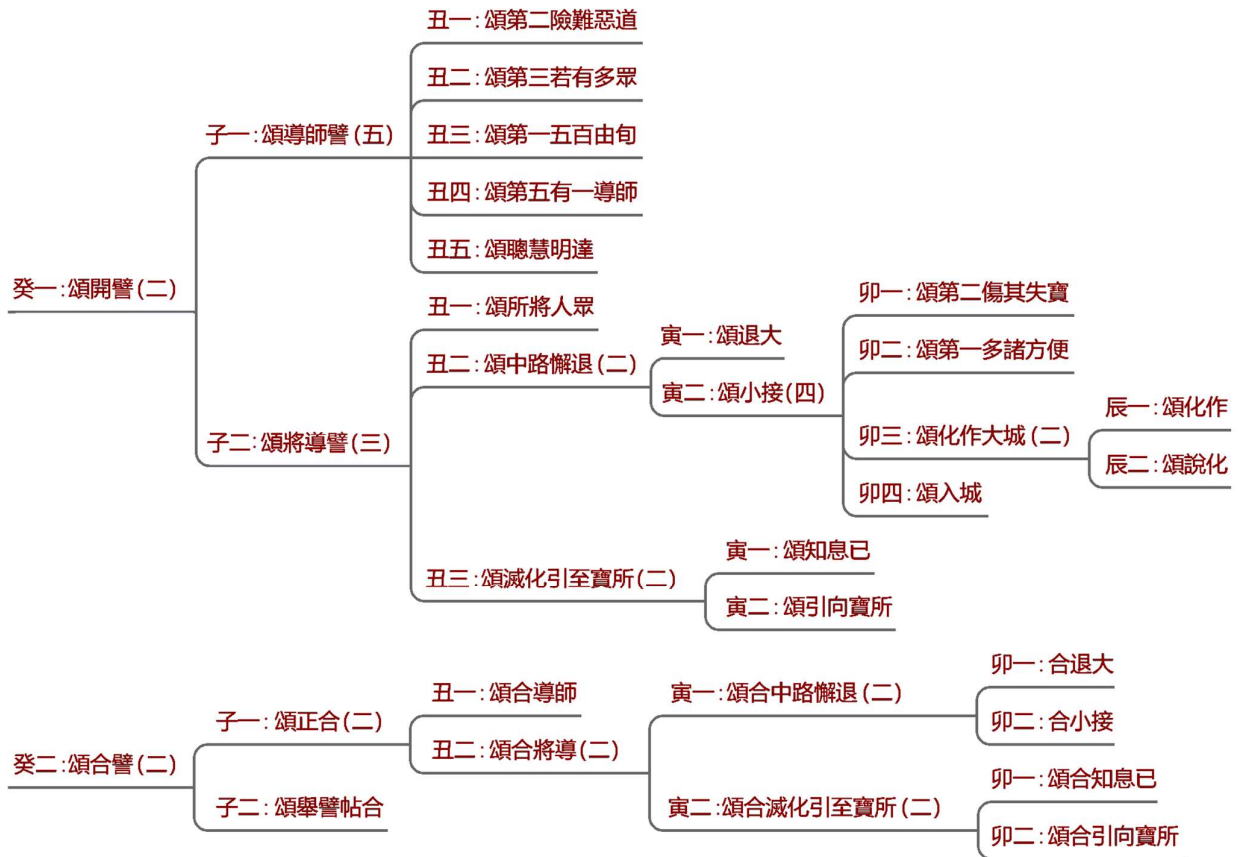 癸一:頌開譬(二)
子一:頌導師譬(五)
丑一:頌第二險難惡道
丑二:頌第三若有多眾
丑三:頌第一五百由旬
丑四:頌第五有一導師
丑五:頌聰慧明達
子二:頌將導譬(三)
丑一:頌所將人眾
丑二:頌中路懈退(二)
寅一:頌退大
寅二:頌小接(四)
卯一:頌第二傷其失寶
卯二:頌第一多諸方便
卯三:頌化作大城(二)
辰一:頌化作
辰二:頌說化
卯四:頌入城
丑三:頌滅化引至寶所(二)
寅一:頌知息已
寅二:頌引向寶所
癸二:頌合譬(二)
子一:頌正合(二)
丑一:頌合導師
丑二:頌合將導(二)
寅一:頌合中路懈退(二)
卯一:合退大
卯二:合小接
寅二:頌合滅化引至寶所(二)
卯一:頌合知息已
卯二:頌合引向寶所
子二:頌舉譬帖合